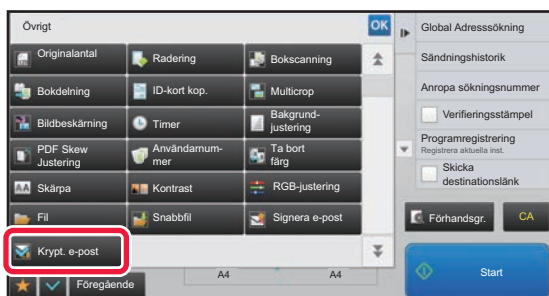 Övrigt
OK
Originalantal
Radering
Bokscanning
Bokdelning
ID-kort kop.
Multicrop
Bildbeskärning
Timer
Bakgrund-
justering
PDF Skew
Justering
Användarnum-
mer
Ta bort
färg
Skärpa
Kontrast
RGB-justering
Fil
Snabbfil
Signera e-post
Krypt. e-post
Föregående
A4
A4
Global Adresssökning
Sändningshistorik
Anropa sökningsnummer
Verifieringsstämpel
Programregistrering
Registrera aktuella inst.
Skicka
destinationslänk
Förhandsgr.
CA
Start